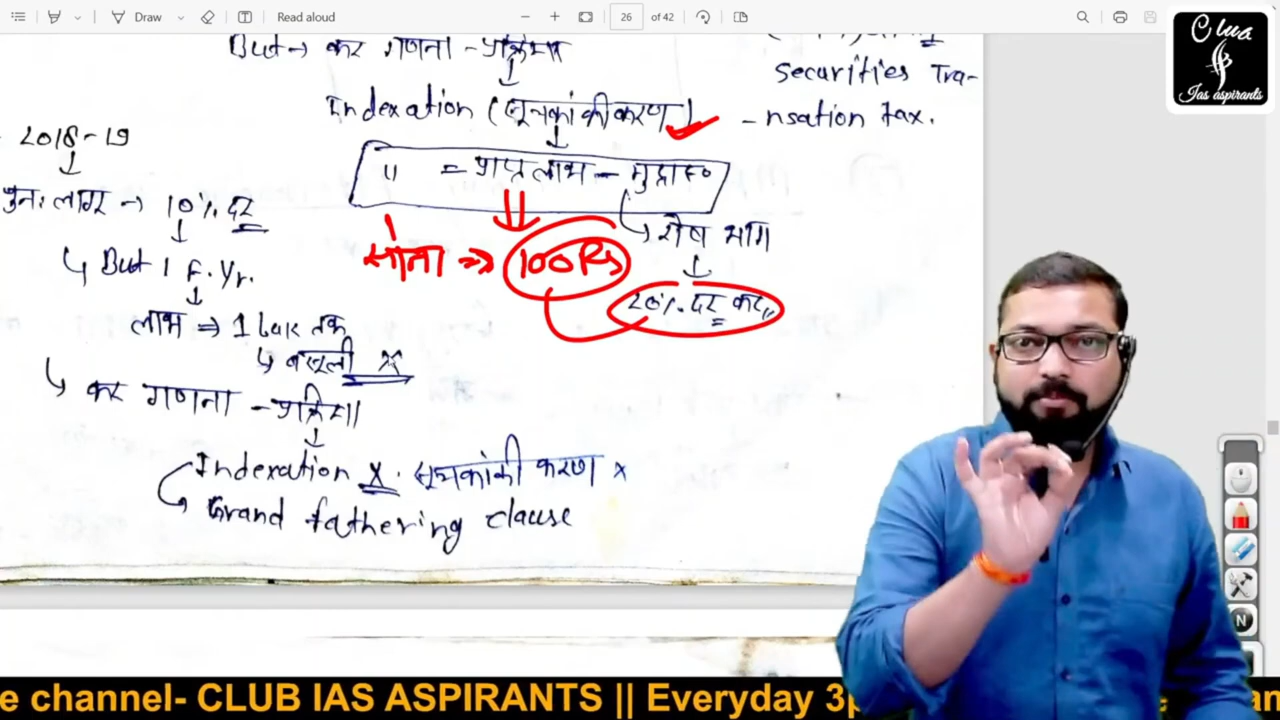 Draw
Read aloud
26 of 42
Club
Ias aspirants
But → कर गणना - प्रक्रिया
Securities Tra-
Indexation (सूचकांकीकरण)
- nsation tax.
2018-19
" = प्राप्त लाभ - मुद्रास्फ०
पुनः लागू → 10% दर
शेष भाग
सोना ⇒ 100 Rs
But 1 F. Yr.
20% दर कर
लाभ ⇒ 1 Lak तक
वसूली x
कर गणना - प्रक्रिया
Indexation x. सूचकांकी करण x
Grand fathering clause
N
e channel- CLUB IAS ASPIRANTS || Everyday 3p